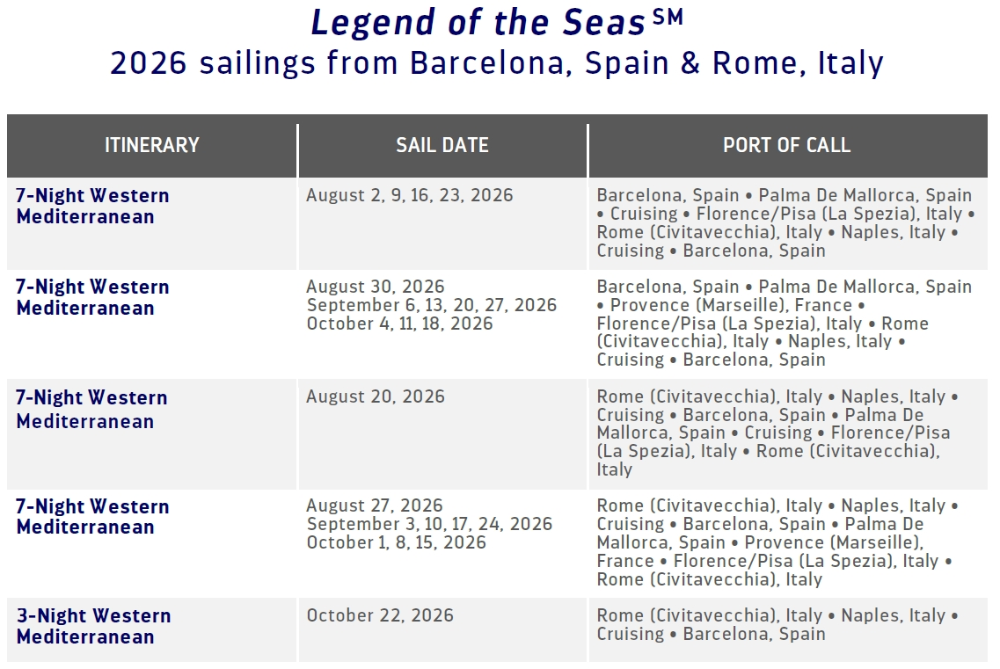 Legend of the Seas℠
2026 sailings from Barcelona, Spain & Rome, Italy
ITINERARY
SAIL DATE
PORT OF CALL
7-Night Western
Mediterranean
August 2, 9, 16, 23, 2026
Barcelona, Spain • Palma De Mallorca, Spain
• Cruising • Florence/Pisa (La Spezia), Italy •
Rome (Civitavecchia), Italy • Naples, Italy •
Cruising • Barcelona, Spain
7-Night Western
Mediterranean
August 30, 2026
September 6, 13, 20, 27, 2026
October 4, 11, 18, 2026
Barcelona, Spain • Palma De Mallorca, Spain
• Provence (Marseille), France •
Florence/Pisa (La Spezia), Italy • Rome
(Civitavecchia), Italy • Naples, Italy •
Cruising • Barcelona, Spain
7-Night Western
Mediterranean
August 20, 2026
Rome (Civitavecchia), Italy • Naples, Italy •
Cruising • Barcelona, Spain • Palma De
Mallorca, Spain • Cruising • Florence/Pisa
(La Spezia), Italy • Rome (Civitavecchia),
Italy
7-Night Western
Mediterranean
August 27, 2026
September 3, 10, 17, 24, 2026
October 1, 8, 15, 2026
Rome (Civitavecchia), Italy • Naples, Italy •
Cruising • Barcelona, Spain • Palma De
Mallorca, Spain • Provence (Marseille),
France • Florence/Pisa (La Spezia), Italy •
Rome (Civitavecchia), Italy
3-Night Western
Mediterranean
October 22, 2026
Rome (Civitavecchia), Italy • Naples, Italy •
Cruising • Barcelona, Spain